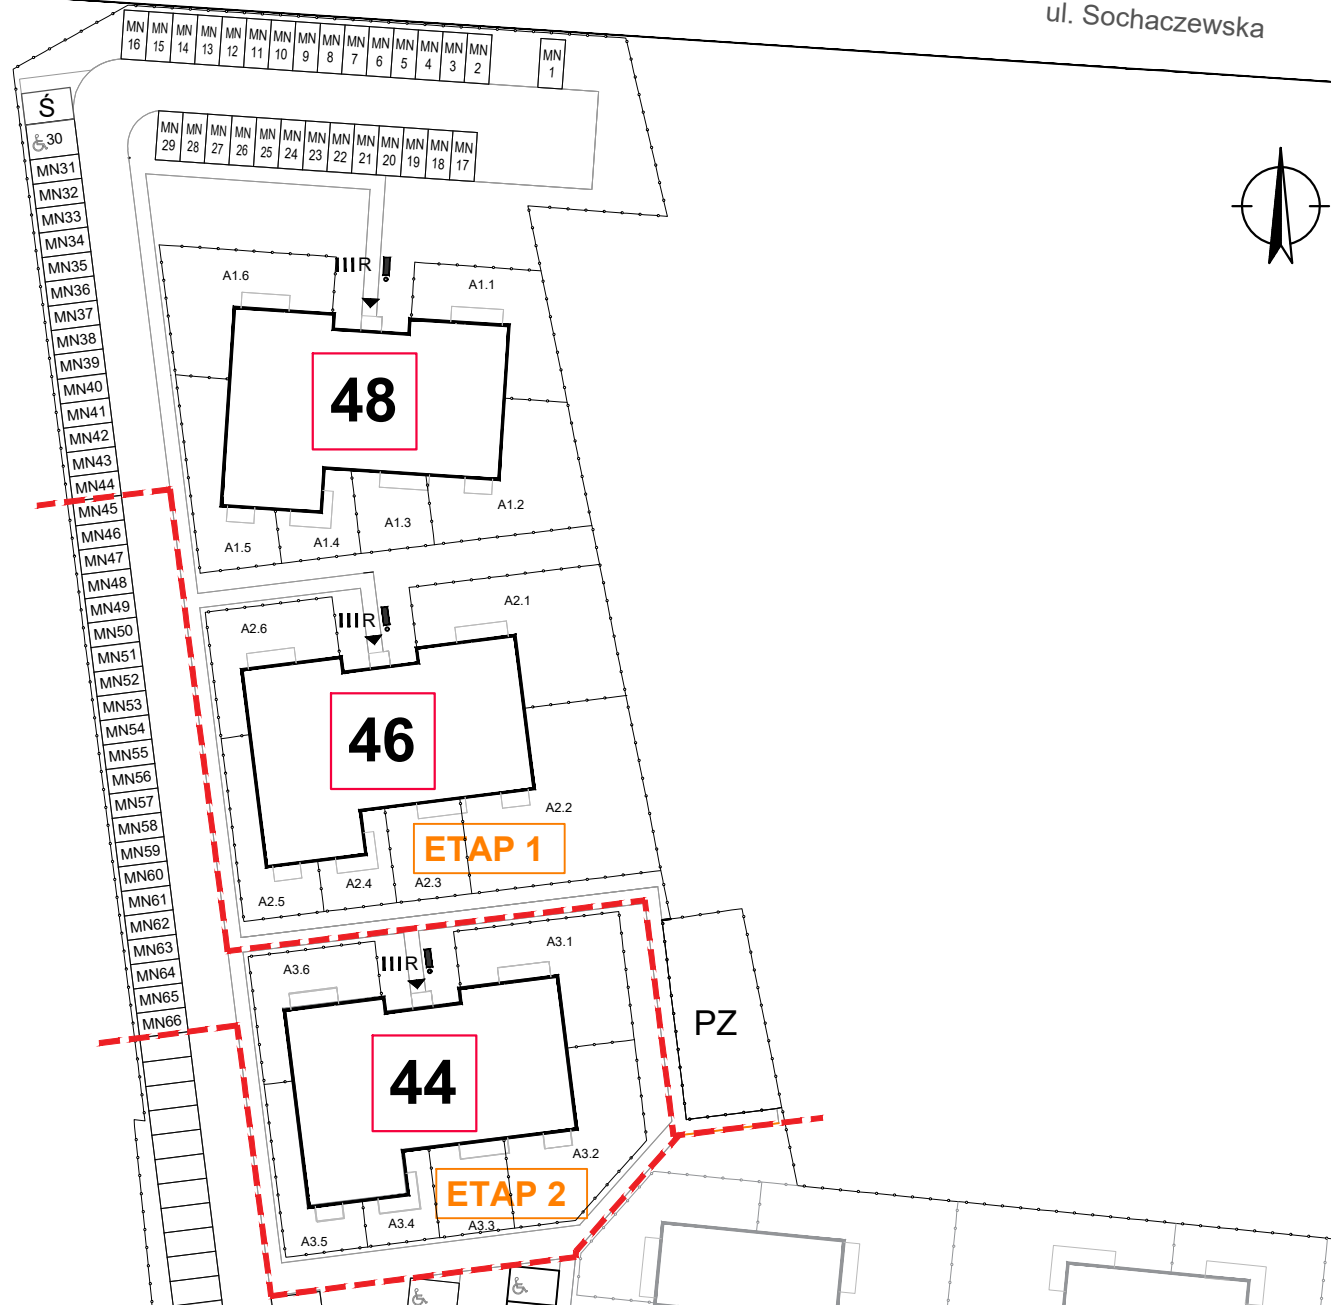 ul. Sochaczewska
MN 16
MN 15
MN 14
MN 13
MN 12
MN 11
MN 10
MN 9
MN 8
MN 7
MN 6
MN 5
MN 4
MN 3
MN 2
MN 1
Ś
30
MN 29
MN 28
MN 27
MN 26
MN 25
MN 24
MN 23
MN 22
MN 21
MN 20
MN 19
MN 18
MN 17
MN31
MN32
MN33
MN34
MN35
MN36
MN37
MN38
MN39
MN40
MN41
MN42
MN43
MN44
MN45
MN46
MN47
MN48
MN49
MN50
MN51
MN52
MN53
MN54
MN55
MN56
MN57
MN58
MN59
MN60
MN61
MN62
MN63
MN64
MN65
MN66
A1.6
R
A1.1
48
A1.2
A1.3
A1.4
A1.5
A2.6
R
A2.1
46
A2.2
ETAP 1
A2.3
A2.4
A2.5
A3.6
R
A3.1
PZ
44
A3.2
ETAP 2
A3.3
A3.4
A3.5